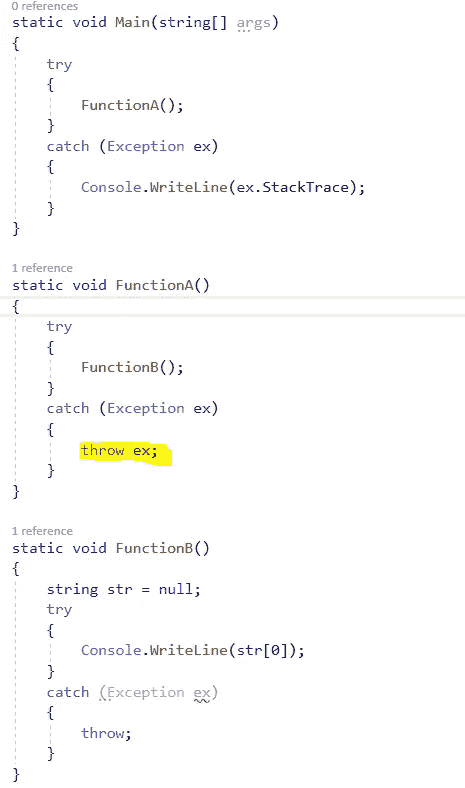 0 references
static void Main(string[] args)
{
    try
    {
        FunctionA();
    }
    catch (Exception ex)
    {
        Console.WriteLine(ex.StackTrace);
    }
}
1 reference
static void FunctionA()
{
    try
    {
        FunctionB();
    }
    catch (Exception ex)
    {
        throw ex;
    }
}
1 reference
static void FunctionB()
{
    string str = null;
    try
    {
        Console.WriteLine(str[0]);
    }
    catch (Exception ex)
    {
        throw;
    }
}